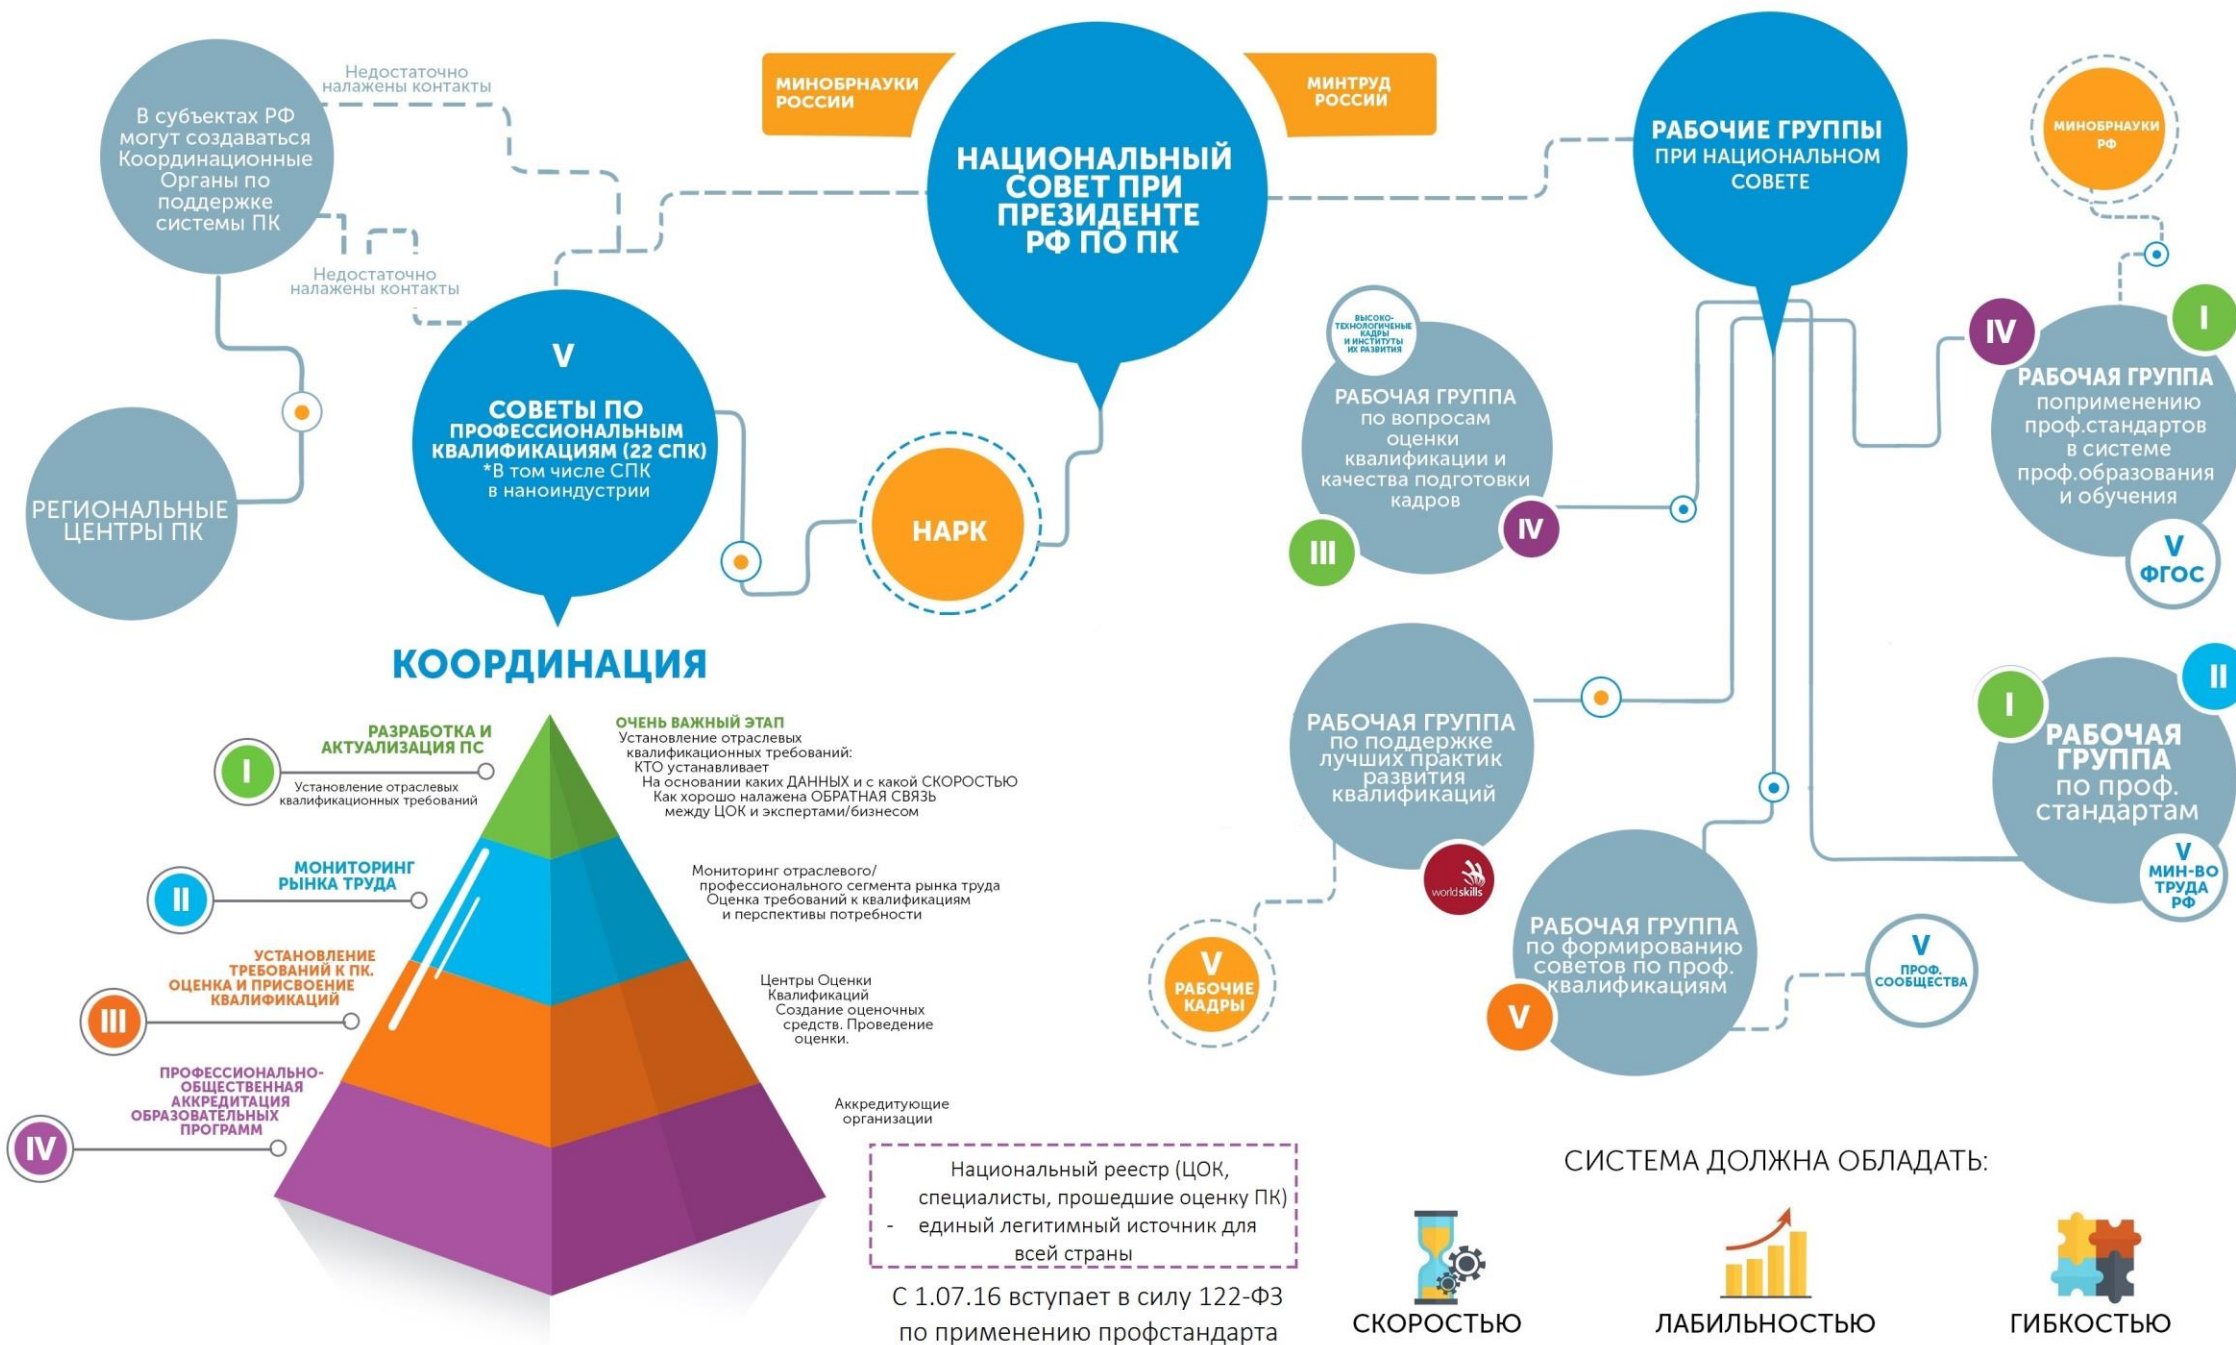 Недостаточно
налажены контакты
В субъектах РФ
могут создаваться
Координационные
Органы по
поддержке
системы ПК
Недостаточно
налажены контакты
РЕГИОНАЛЬНЫЕ
ЦЕНТРЫ ПК
МИНОБРНАУКИ
РОССИИ
НАЦИОНАЛЬНЫЙ
СОВЕТ ПРИ
ПРЕЗИДЕНТЕ
РФ ПО ПК
МИНТРУД
РОССИИ
V
СОВЕТЫ ПО
ПРОФЕССИОНАЛЬНЫМ
КВАЛИФИКАЦИЯМ (22 СПК)
*В том числе СПК
в наноиндустрии
НАРК
РАБОЧИЕ ГРУППЫ
ПРИ НАЦИОНАЛЬНОМ
СОВЕТЕ
МИНОБРНАУКИ
РФ
ВЫСОКО-
ТЕХНОЛОГИЧЕНЫЕ
КАДРЫ
И ИНСТИТУТЫ
ИХ РАЗВИТИЯ
РАБОЧАЯ ГРУППА
по вопросам
оценки
квалификации и
качества подготовки
кадров
III
IV
IV
I
РАБОЧАЯ ГРУППА
поприменению
проф.стандартов
в системе
проф.образования
и обучения
V
ФГОС
РАБОЧАЯ ГРУППА
по поддержке
лучших практик
развития
квалификаций
worldskills
V
РАБОЧИЕ
КАДРЫ
I
II
РАБОЧАЯ
ГРУППА
по проф.
стандартам
V
МИН-ВО
ТРУДА
РФ
РАБОЧАЯ ГРУППА
по формированию
советов по проф.
квалификациям
V
V
ПРОФ.
СООБЩЕСТВА
КООРДИНАЦИЯ
I
РАЗРАБОТКА И
АКТУАЛИЗАЦИЯ ПС
Установление отраслевых
квалификационных требований
ОЧЕНЬ ВАЖНЫЙ ЭТАП
Установление отраслевых
квалификационных требований:
КТО устанавливает
На основании каких ДАННЫХ и с какой СКОРОСТЬЮ
Как хорошо налажена ОБРАТНАЯ СВЯЗЬ
между ЦОК и экспертами/бизнесом
II
МОНИТОРИНГ
РЫНКА ТРУДА
Мониторинг отраслевого/
профессионального сегмента рынка труда
Оценка требований к квалификациям
и перспективы потребности
III
УСТАНОВЛЕНИЕ
ТРЕБОВАНИЙ К ПК.
ОЦЕНКА И ПРИСВОЕНИЕ
КВАЛИФИКАЦИЙ
Центры Оценки
Квалификаций
Создание оценочных
средств. Проведение
оценки.
IV
ПРОФЕССИОНАЛЬНО-
ОБЩЕСТВЕННАЯ
АККРЕДИТАЦИЯ
ОБРАЗОВАТЕЛЬНЫХ
ПРОГРАММ
Аккредитующие
организации
Национальный реестр (ЦОК,
специалисты, прошедшие оценку ПК)
- единый легитимный источник для
всей страны
С 1.07.16 вступает в силу 122-ФЗ
по применению профстандарта
СИСТЕМА ДОЛЖНА ОБЛАДАТЬ:
СКОРОСТЬЮ
ЛАБИЛЬНОСТЬЮ
ГИБКОСТЬЮ